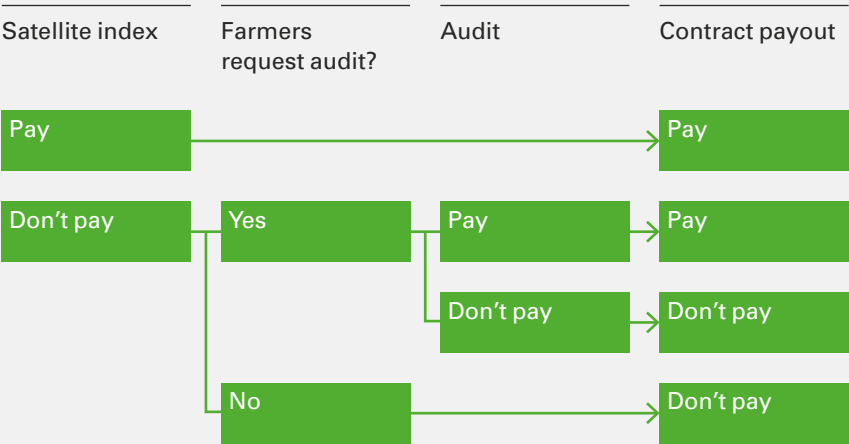 Satellite index
Farmers
request audit?
Audit
Contract payout
Pay
Pay
Don’t pay
Yes
Pay
Pay
Don’t pay
Don’t pay
No
Don’t pay